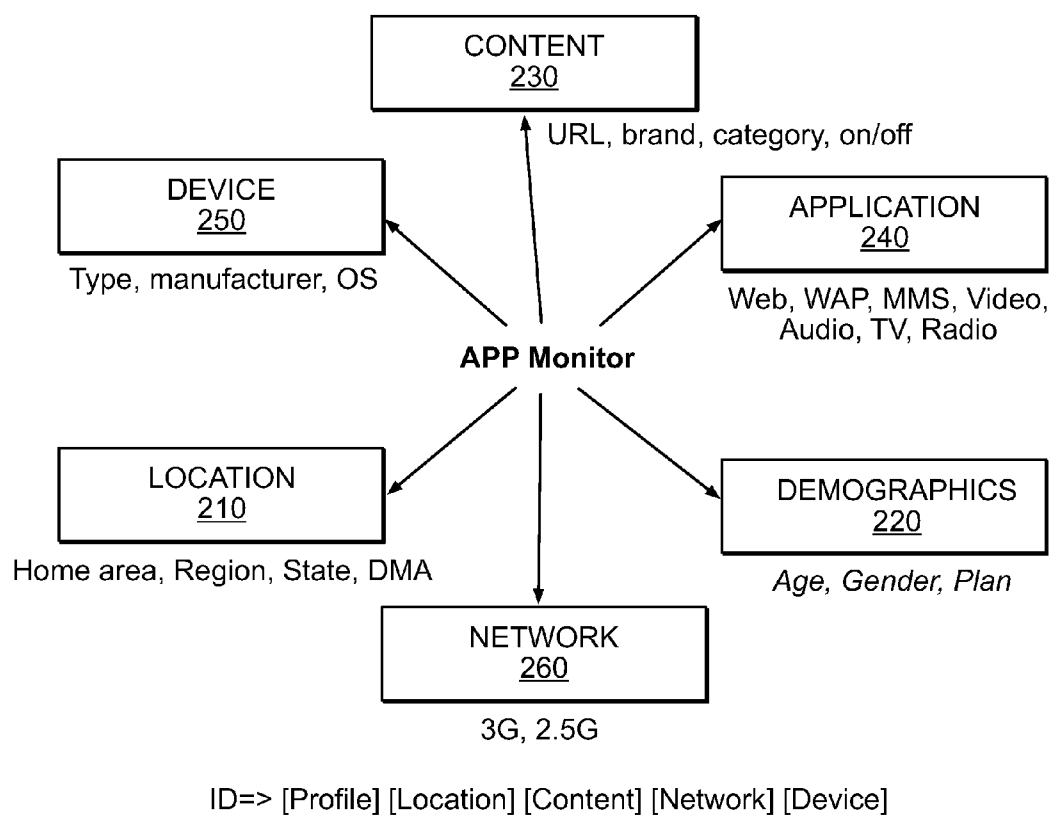 CONTENT
230
URL, brand, category, on/off
DEVICE
250
Type, manufacturer, OS
APPLICATION
240
Web, WAP, MMS, Video,
Audio, TV, Radio
APP Monitor
LOCATION
210
Home area, Region, State, DMA
DEMOGRAPHICS
220
Age, Gender, Plan
NETWORK
260
3G, 2.5G
ID=> [Profile] [Location] [Content] [Network] [Device]